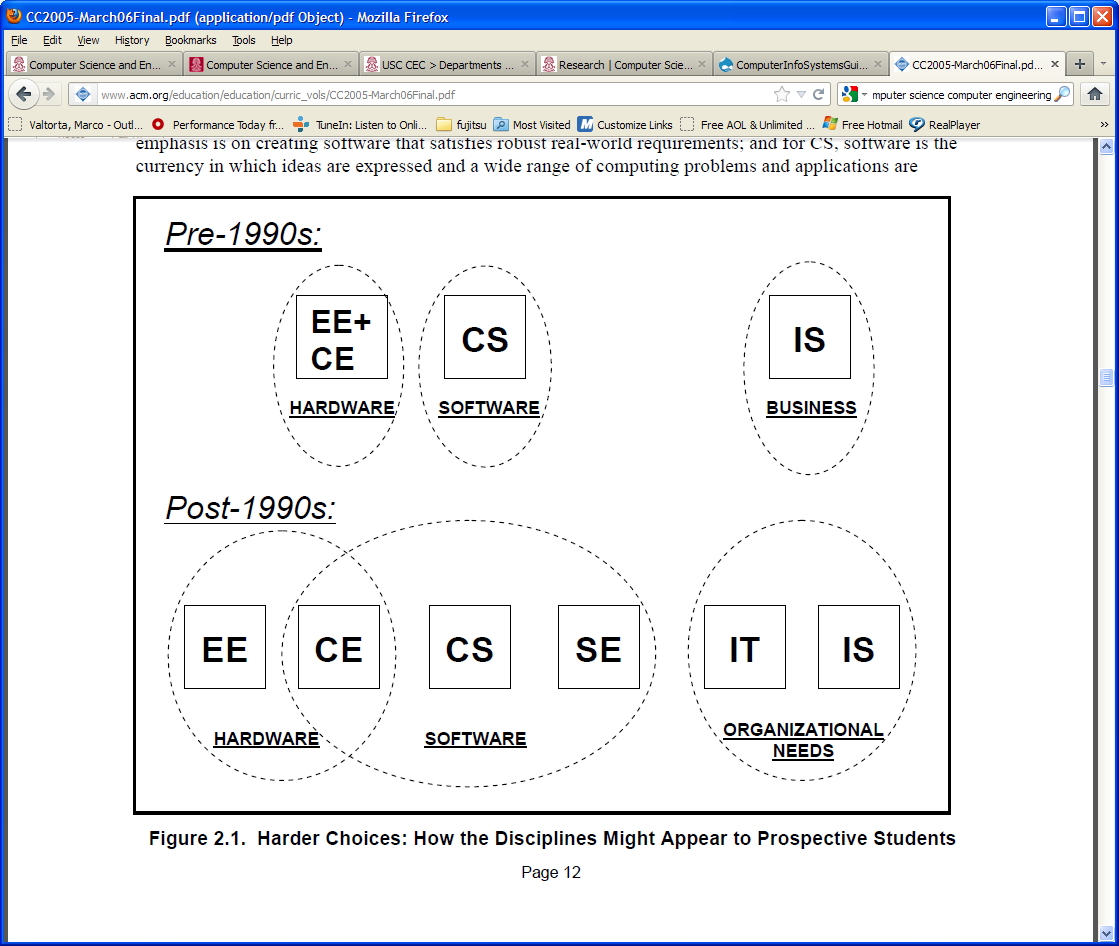 CC2005-March06Final.pdf (application/pdf Object) - Mozilla Firefox
File Edit View History Bookmarks Tools Help
Computer Science and En... Computer Science and En... USC CEC > Departments ... Research | Computer Scie... ComputerInfoSystemsGui... CC2005-March06Final.pd...
www.acm.org/education/education/curric_vols/CC2005-March06Final.pdf mputer science computer engineering
Valtorta, Marco - Outl... Performance Today fr... TuneIn: Listen to Onli... fujitsu Most Visited Customize Links Free AOL & Unlimited ... Free Hotmail RealPlayer »
emphasis is on creating software that satisfies robust real-world requirements; and for CS, software is the
currency in which ideas are expressed and a wide range of computing problems and applications are
Pre-1990s:
EE+
CE
CS
IS
HARDWARE SOFTWARE BUSINESS
Post-1990s:
EE CE CS SE IT IS
HARDWARE SOFTWARE
ORGANIZATIONAL
NEEDS
Figure 2.1. Harder Choices: How the Disciplines Might Appear to Prospective Students
Page 12